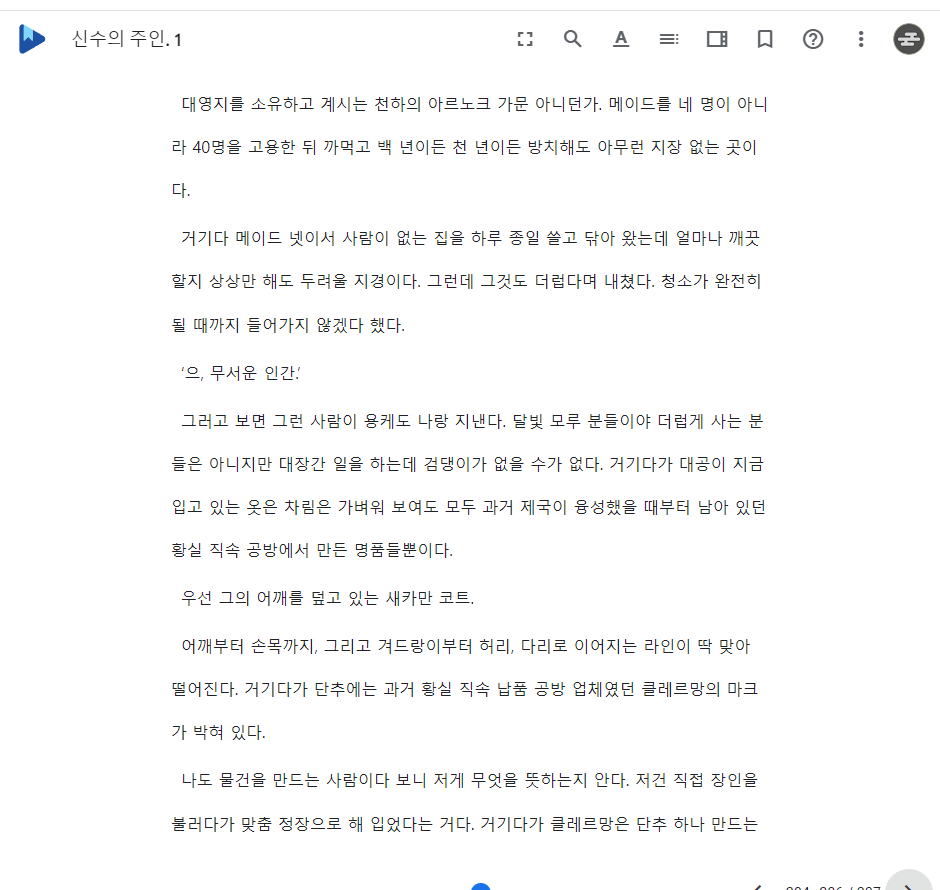 신수의 주인. 1
대영지를 소유하고 계시는 천하의 아르노크 가문 아니던가. 메이드를 네 명이 아니
라 40명을 고용한 뒤 까먹고 백 년이든 천 년이든 방치해도 아무런 지장 없는 곳이
다.
거기다 메이드 넷이서 사람이 없는 집을 하루 종일 쓸고 닦아 왔는데 얼마나 깨끗
할지 상상만 해도 두려울 지경이다. 그런데 그것도 더럽다며 내쳤다. 청소가 완전히
될 때까지 들어가지 않겠다 했다.
‘으, 무서운 인간.’
그러고 보면 그런 사람이 용케도 나랑 지낸다. 달빛 모루 분들이야 더럽게 사는 분
들은 아니지만 대장간 일을 하는데 검댕이가 없을 수가 없다. 거기다가 대공이 지금
입고 있는 옷은 차림은 가벼워 보여도 모두 과거 제국이 융성했을 때부터 남아 있던
황실 직속 공방에서 만든 명품들뿐이다.
우선 그의 어깨를 덮고 있는 새카만 코트.
어깨부터 손목까지, 그리고 겨드랑이부터 허리, 다리로 이어지는 라인이 딱 맞아
떨어진다. 거기다가 단추에는 과거 황실 직속 납품 공방 업체였던 클레르망의 마크
가 박혀 있다.
나도 물건을 만드는 사람이다 보니 저게 무엇을 뜻하는지 안다. 저건 직접 장인을
불러다가 맞춤 정장으로 해 입었다는 거다. 거기다가 클레르망은 단추 하나 만드는